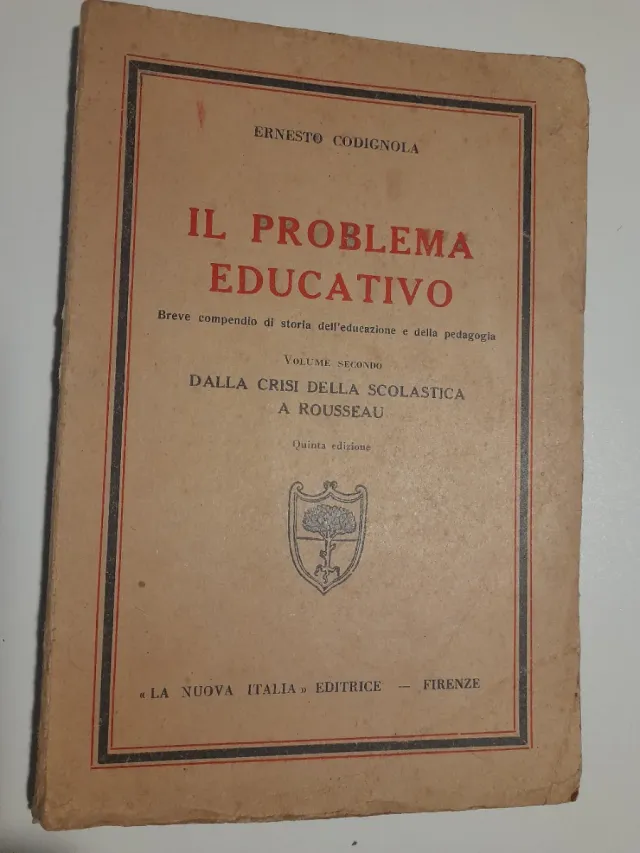 ERNESTO CODIGNOLA
IL PROBLEMA
EDUCATIVO
Breve compendio di storia dell'educazione e della pedagogia
VOLUME SECONDO
DALLA CRISI DELLA SCOLASTICA
A ROUSSEAU
Quinta edizione
« LA NUOVA ITALIA » EDITRICE — FIRENZE